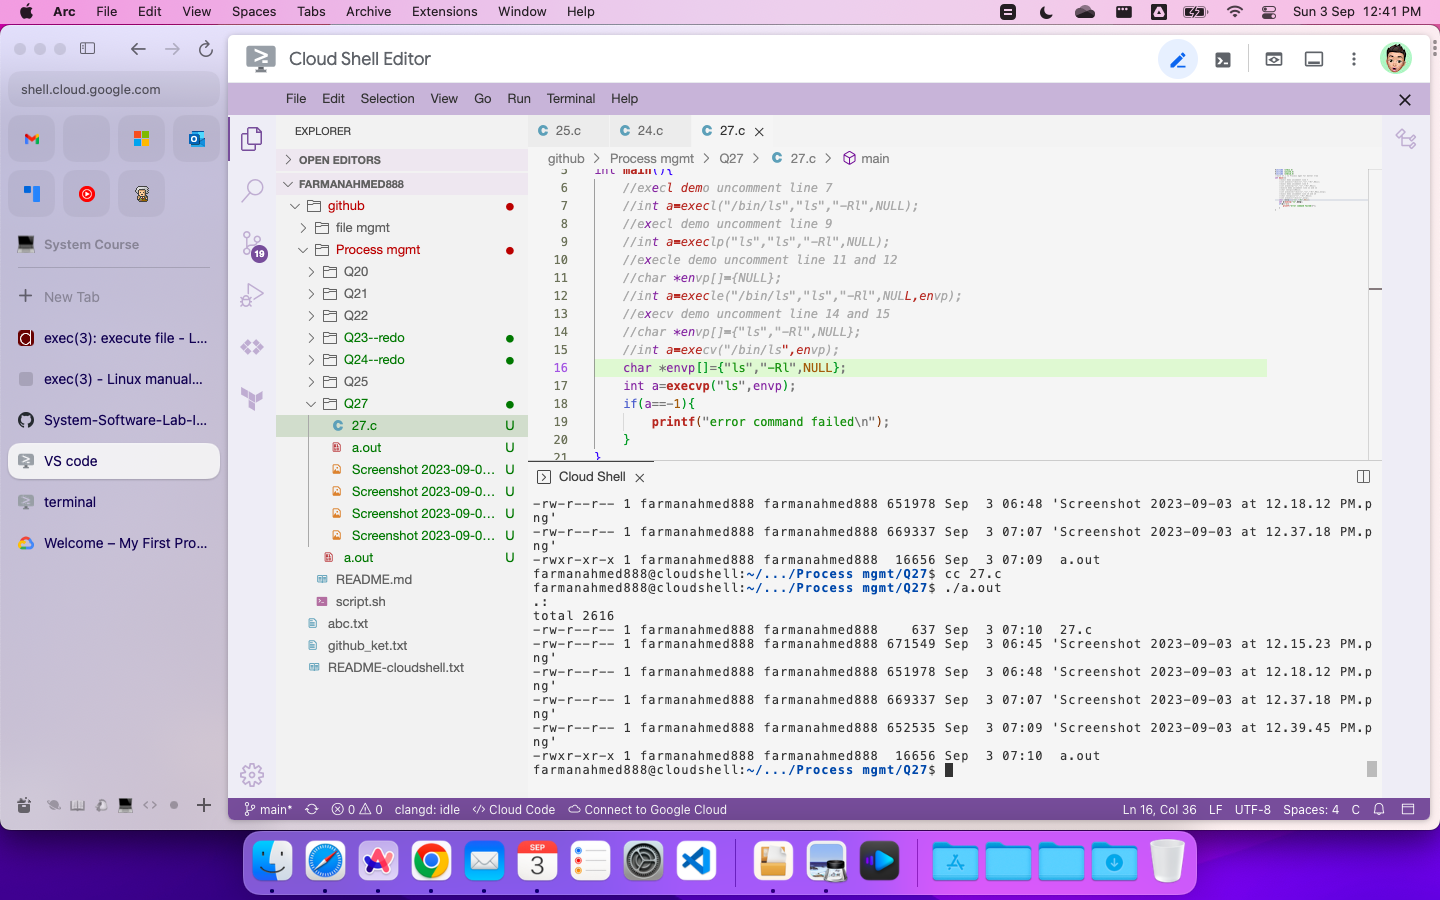 Arc File Edit View Spaces Tabs Archive Extensions Window Help Sun 3 Sep 12:41 PM
shell.cloud.google.com
System Course
New Tab
exec(3): execute file - L...
exec(3) - Linux manual...
System-Software-Lab-I...
VS code
terminal
Welcome – My First Pro...
Cloud Shell Editor
File Edit Selection View Go Run Terminal Help
19
EXPLORER
OPEN EDITORS
FARMANAHMED888
github
file mgmt
Process mgmt
Q20
Q21
Q22
Q23--redo
Q24--redo
Q25
Q27
27.c U
a.out U
Screenshot 2023-09-0... U
Screenshot 2023-09-0... U
Screenshot 2023-09-0... U
Screenshot 2023-09-0... U
a.out U
README.md
script.sh
abc.txt
github_ket.txt
README-cloudshell.txt
25.c 24.c 27.c
github > Process mgmt > Q27 > 27.c > main
5 int main(){
6 //execl demo uncomment line 7
7 //int a=execl("/bin/ls","ls","-Rl",NULL);
8 //execl demo uncomment line 9
9 //int a=execlp("ls","ls","-Rl",NULL);
10 //execle demo uncomment line 11 and 12
11 //char *envp[]={NULL};
12 //int a=execle("/bin/ls","ls","-Rl",NULL,envp);
13 //execv demo uncomment line 14 and 15
14 //char *envp[]={"ls","-Rl",NULL};
15 //int a=execv("/bin/ls",envp);
16 char *envp[]={"ls","-Rl",NULL};
17 int a=execvp("ls",envp);
18 if(a==-1){
19 printf("error command failed\n");
20 }
21 }
Cloud Shell
-rw-r--r-- 1 farmanahmed888 farmanahmed888 651978 Sep  3 06:48 'Screenshot 2023-09-03 at 12.18.12 PM.p
ng'
-rw-r--r-- 1 farmanahmed888 farmanahmed888 669337 Sep  3 07:07 'Screenshot 2023-09-03 at 12.37.18 PM.p
ng'
-rwxr-xr-x 1 farmanahmed888 farmanahmed888  16656 Sep  3 07:09  a.out
farmanahmed888@cloudshell:~/.../Process mgmt/Q27$ cc 27.c
farmanahmed888@cloudshell:~/.../Process mgmt/Q27$ ./a.out
.:
total 2616
-rw-r--r-- 1 farmanahmed888 farmanahmed888    637 Sep  3 07:10  27.c
-rw-r--r-- 1 farmanahmed888 farmanahmed888 671549 Sep  3 06:45 'Screenshot 2023-09-03 at 12.15.23 PM.p
ng'
-rw-r--r-- 1 farmanahmed888 farmanahmed888 651978 Sep  3 06:48 'Screenshot 2023-09-03 at 12.18.12 PM.p
ng'
-rw-r--r-- 1 farmanahmed888 farmanahmed888 669337 Sep  3 07:07 'Screenshot 2023-09-03 at 12.37.18 PM.p
ng'
-rw-r--r-- 1 farmanahmed888 farmanahmed888 652535 Sep  3 07:09 'Screenshot 2023-09-03 at 12.39.45 PM.p
ng'
-rwxr-xr-x 1 farmanahmed888 farmanahmed888  16656 Sep  3 07:10  a.out
farmanahmed888@cloudshell:~/.../Process mgmt/Q27$
main* 0 0 clangd: idle Cloud Code Connect to Google Cloud Ln 16, Col 36 LF UTF-8 Spaces: 4 C
SEP
3